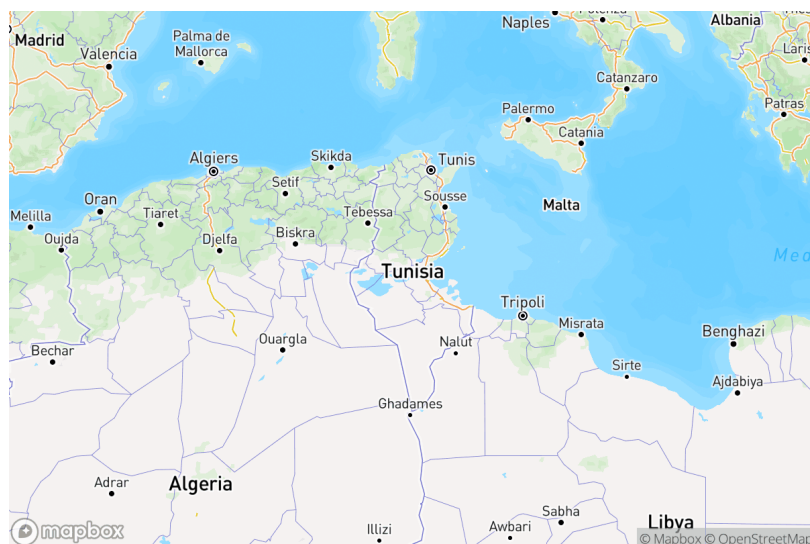 Naples
Potenza
Albania
Madrid
Palma de
Mallorca
Valencia
Laris
Catanzaro
Palermo
Patras
Catania
Algiers
Skikda
Tunis
Setif
Sousse
Oran
Malta
Melilla
Tiaret
Tebessa
Oujda
Djelfa
Biskra
Med
Tunisia
Tripoli
Misrata
Benghazi
Ouargla
Nalut
Bechar
Sirte
Ajdabiya
Ghadames
Adrar
Algeria
Sabha
Illizi
Awbari
Libya
mapbox
© Mapbox © OpenStreetMap